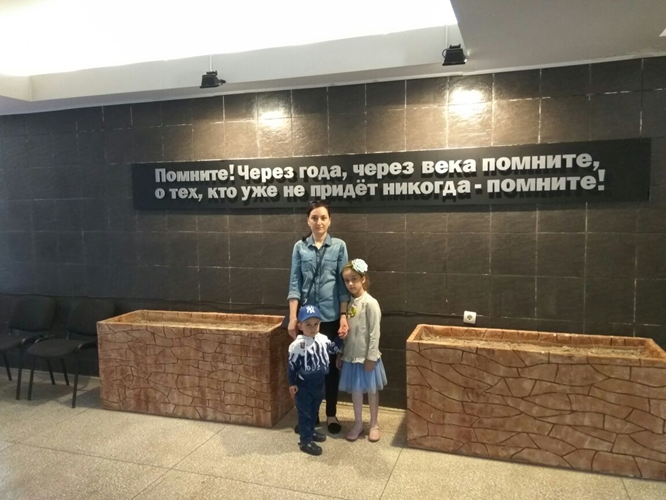 Помните! Через года, через века помните,
о тех, кто уже не придёт никогда - помните!